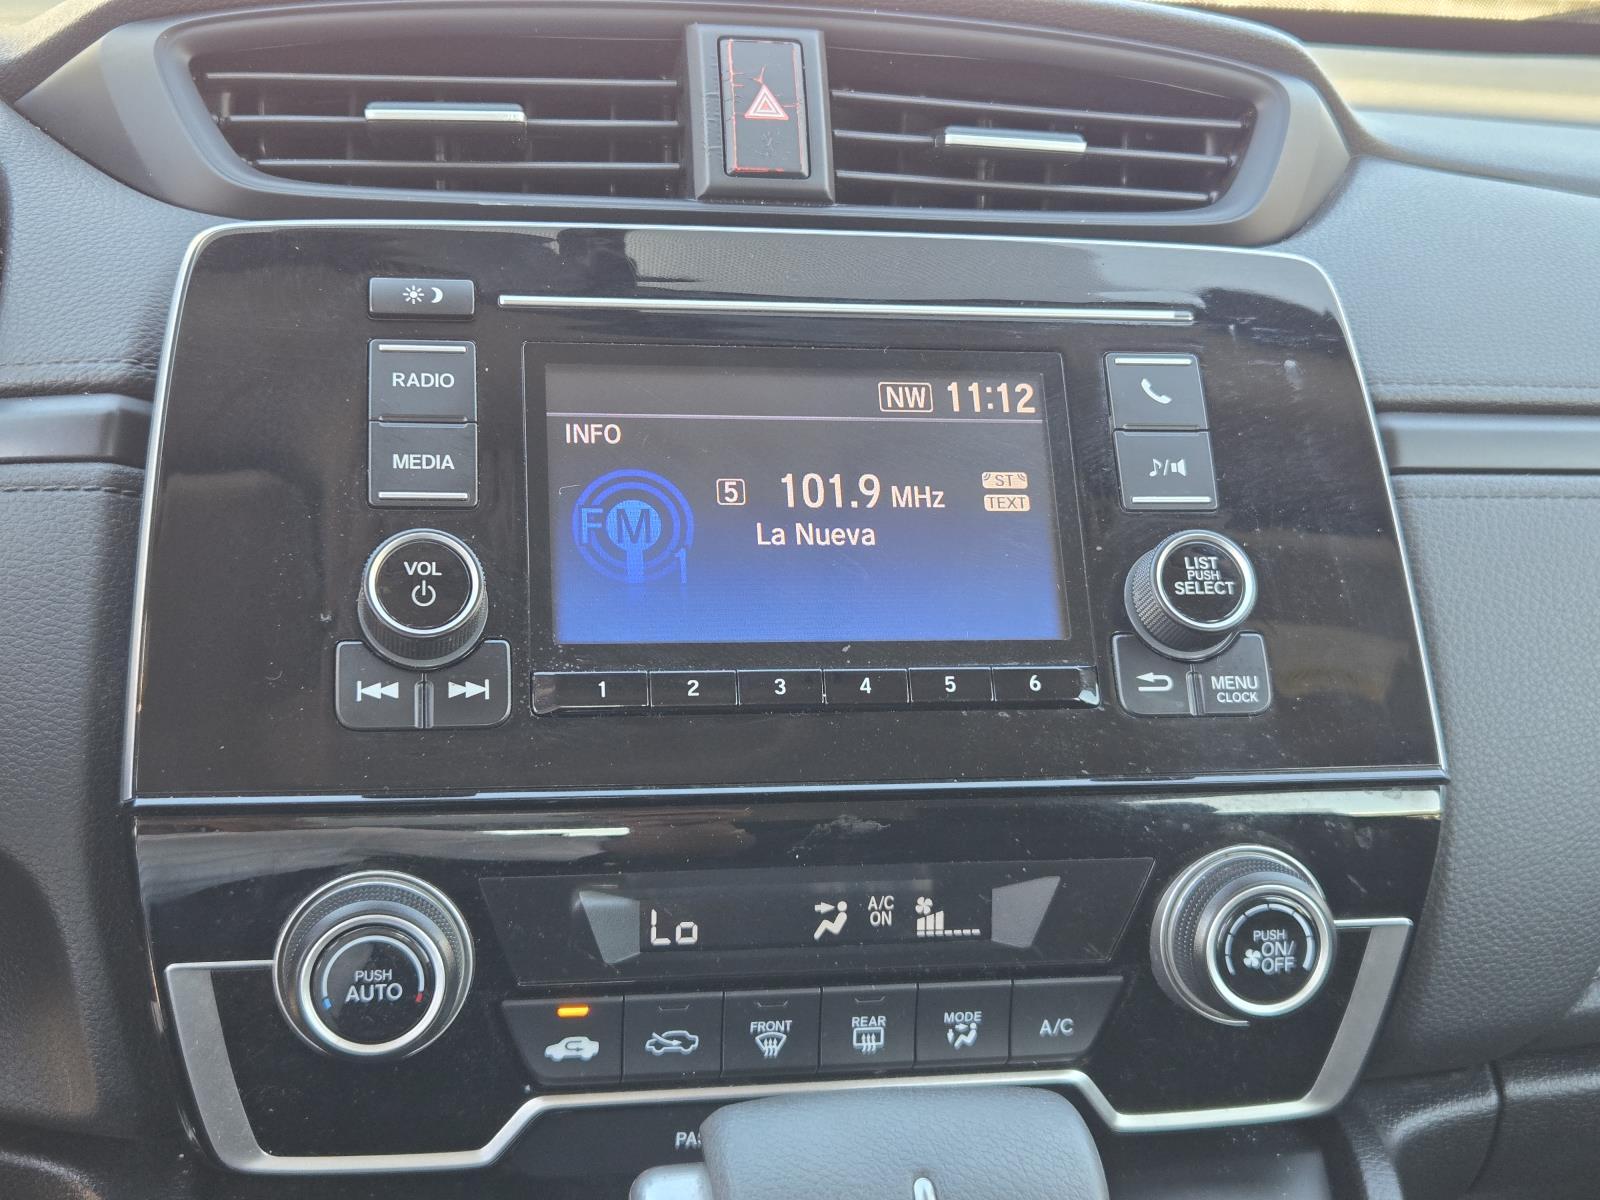 NW 11:12
INFO
RADIO
MEDIA
5 101.9 MHz ST
TEXT
FM
1
La Nueva
VOL
LIST
PUSH
SELECT
1 2 3 4 5 6
MENU
CLOCK
Lo
A/C
ON
PUSH
AUTO
PUSH
ON/
OFF
FRONT
REAR
MODE
A/C